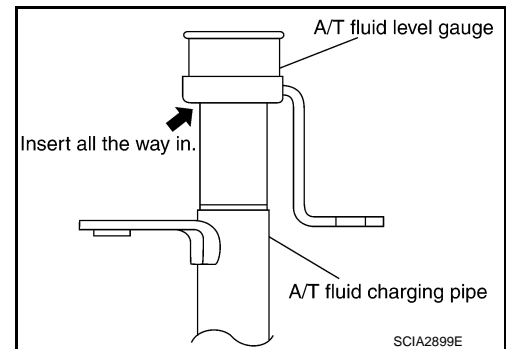 A/T fluid level gauge
Insert all the way in.
A/T fluid charging pipe
SCIA2899E